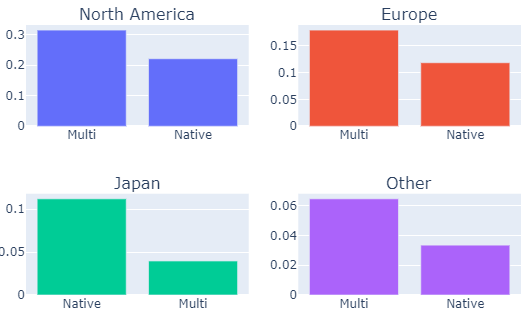 North America
0.3
0.2
0.1
0
Multi Native
Europe
0.15
0.1
0.05
0
Multi Native
Japan
0.1
0.05
0
Native Multi
Other
0.06
0.04
0.02
0
Multi Native